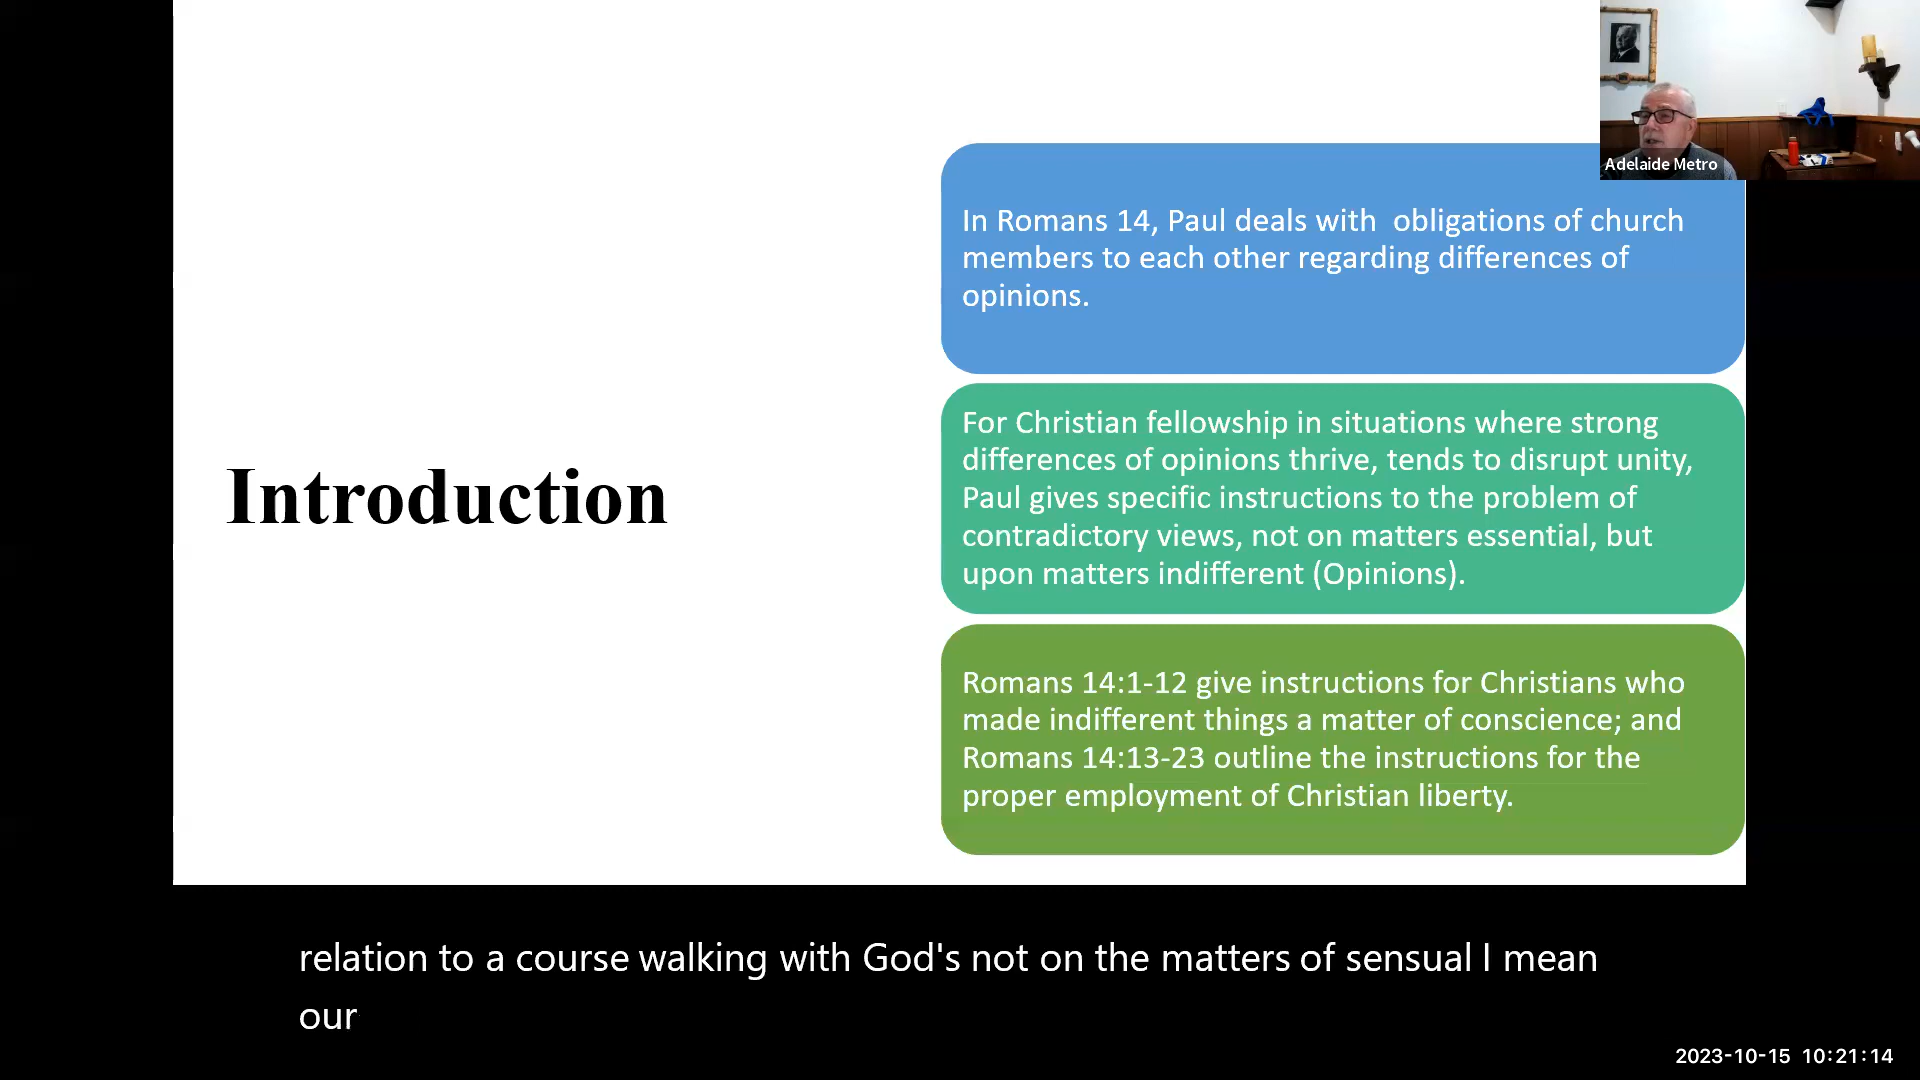 Adelaide Metro
In Romans 14, Paul deals with  obligations of church
members to each other regarding differences of
opinions.
Introduction
For Christian fellowship in situations where strong
differences of opinions thrive, tends to disrupt unity,
Paul gives specific instructions to the problem of
contradictory views, not on matters essential, but
upon matters indifferent (Opinions).
Romans 14:1-12 give instructions for Christians who
made indifferent things a matter of conscience; and
Romans 14:13-23 outline the instructions for the
proper employment of Christian liberty.
relation to a course walking with God's not on the matters of sensual I mean
our
2023-10-15 10:21:14